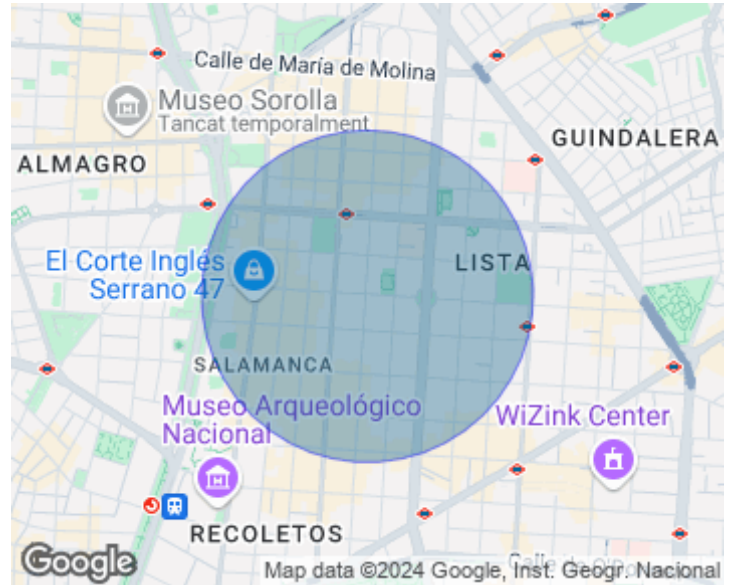 Calle de María de Molina
Museo Sorolla
Tancat temporalment
GUINDALERA
ALMAGRO
El Corte Inglés
Serrano 47
LISTA
SALAMANCA
Museo Arqueológico
Nacional
WiZink Center
RECOLETOS
Google
Map data ©2024 Google, Inst. Geogr. Nacional